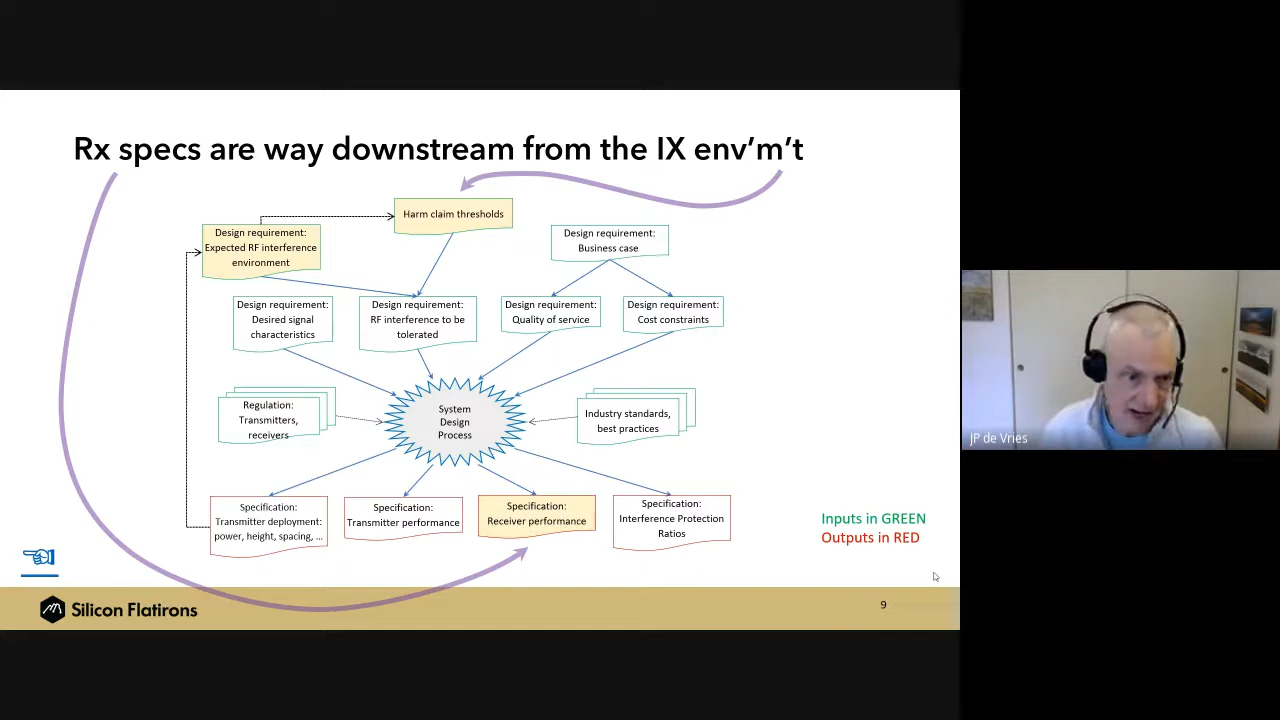 Rx specs are way downstream from the IX env’m’t
Harm claim thresholds
Design requirement:
Expected RF interference
environment
Design requirement:
Business case
Design requirement:
Desired signal
characteristics
Design requirement:
RF interference to be
tolerated
Design requirement:
Quality of service
Design requirement:
Cost constraints
Regulation:
Transmitters,
receivers
System
Design
Process
Industry standards,
best practices
Specification:
Transmitter deployment:
power, height, spacing, ...
Specification:
Transmitter performance
Specification:
Receiver performance
Specification:
Interference Protection
Ratios
Inputs in GREEN
Outputs in RED
Silicon Flatirons
9
JP de Vries